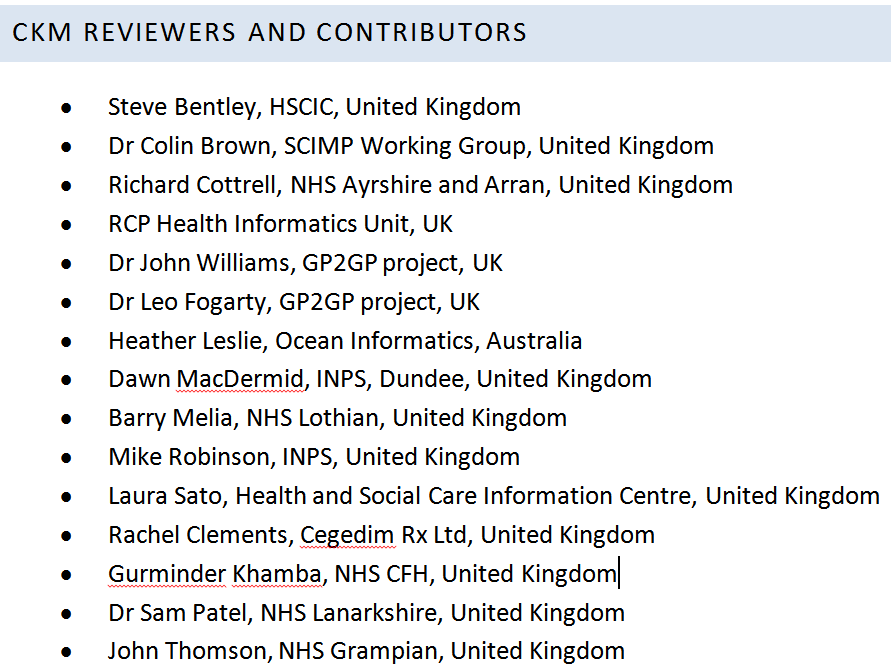 CKM REVIEWERS AND CONTRIBUTORS
• Steve Bentley, HSCIC, United Kingdom
• Dr Colin Brown, SCIMP Working Group, United Kingdom
• Richard Cottrell, NHS Ayrshire and Arran, United Kingdom
• RCP Health Informatics Unit, UK
• Dr John Williams, GP2GP project, UK
• Dr Leo Fogarty, GP2GP project, UK
• Heather Leslie, Ocean Informatics, Australia
• Dawn MacDermid, INPS, Dundee, United Kingdom
• Barry Melia, NHS Lothian, United Kingdom
• Mike Robinson, INPS, United Kingdom
• Laura Sato, Health and Social Care Information Centre, United Kingdom
• Rachel Clements, Cegedim Rx Ltd, United Kingdom
• Gurminder Khamba, NHS CFH, United Kingdom
• Dr Sam Patel, NHS Lanarkshire, United Kingdom
• John Thomson, NHS Grampian, United Kingdom